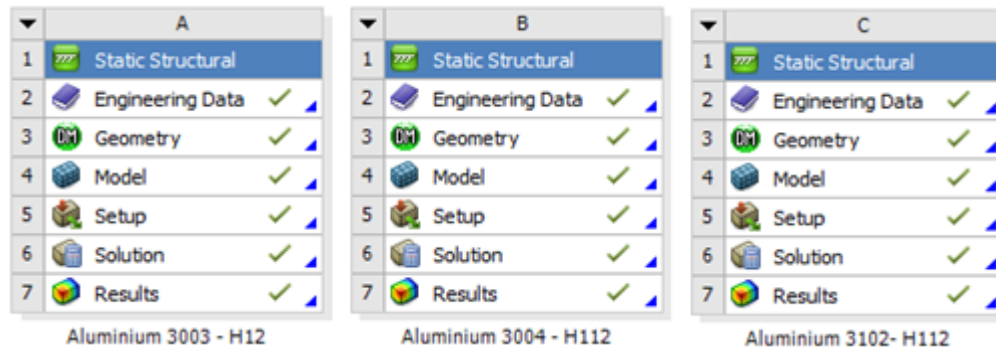 A
1 Static Structural
2 Engineering Data
3 Geometry
4 Model
5 Setup
6 Solution
7 Results
Aluminium 3003 - H12
B
1 Static Structural
2 Engineering Data
3 Geometry
4 Model
5 Setup
6 Solution
7 Results
Aluminium 3004 - H112
C
1 Static Structural
2 Engineering Data
3 Geometry
4 Model
5 Setup
6 Solution
7 Results
Aluminium 3102- H112